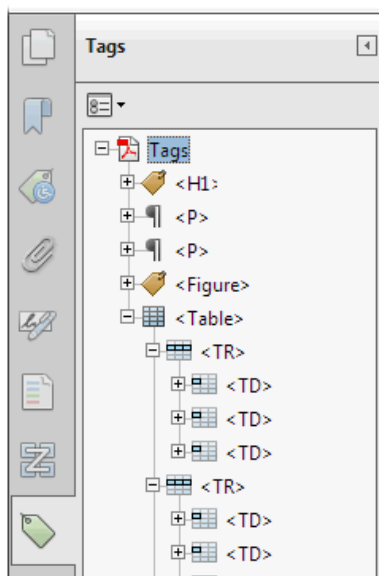 Tags
Tags
<H1>
<P>
<P>
<Figure>
<Table>
<TR>
<TD>
<TD>
<TD>
<TR>
<TD>
<TD>